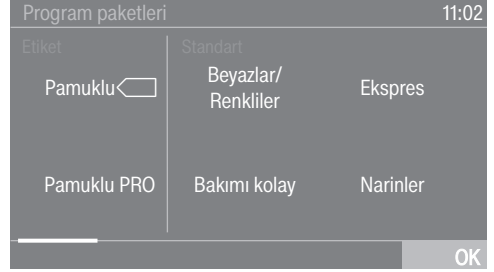 Program paketleri 11:02
Etiket Standart
Pamuklu
Beyazlar/
Renkliler
Ekspres
Pamuklu PRO Bakımı kolay Narinler
OK